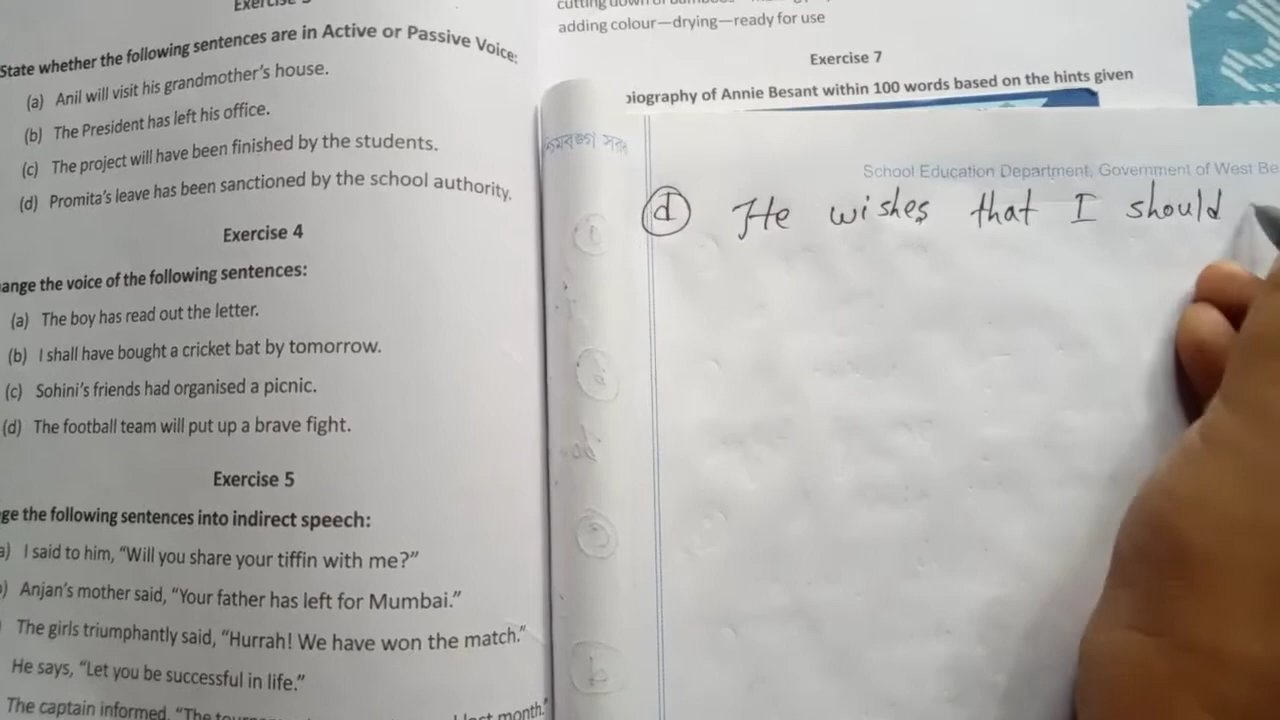 State whether the following sentences are in Active or Passive Voice:
(a) Anil will visit his grandmother's house.
(b) The President has left his office.
(c) The project will have been finished by the students.
(d) Promita's leave has been sanctioned by the school authority.
Exercise 4
ange the voice of the following sentences:
(a) The boy has read out the letter.
(b) I shall have bought a cricket bat by tomorrow.
(c) Sohini's friends had organised a picnic.
(d) The football team will put up a brave fight.
Exercise 5
ge the following sentences into indirect speech:
a) I said to him, "Will you share your tiffin with me?"
) Anjan's mother said, "Your father has left for Mumbai."
The girls triumphantly said, "Hurrah! We have won the match."
He says, "Let you be successful in life."
The captain informed, "The last month."
adding colour—drying—ready for use
Exercise 7
biography of Annie Besant within 100 words based on the hints given
School Education Department, Government of West Be
(d) He wishes that I should